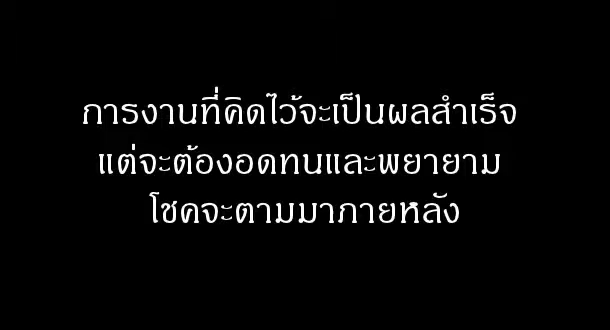 การงานที่คิดไว้จะเป็นผลสำเร็จ
แต่จะต้องอดทนและพยายาม
โชคจะตามมาภายหลัง